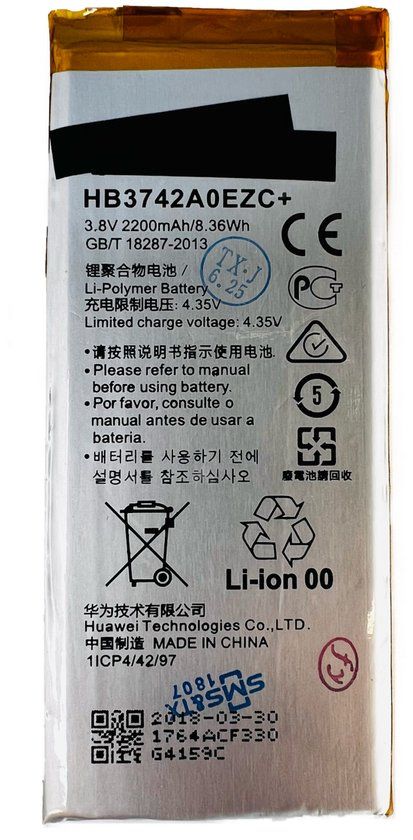 HB3742A0EZC+
3.8V 2200mAh/8.36Wh
GB/T 18287-2013
锂聚合物电池/
Li-Polymer Battery
充电限制电压: 4.35V
Limited charge voltage: 4.35V
TX·J
6.25
CE
PCT
•请按照说明书指示使用电池.
•Please refer to manual
before using battery.
•Por favor, consulte o
manual antes de usar a
bateria.
•배터리를 사용하기 전에
설명서를 참조하십시오
5
廢電池請回收
Li-ion 00
华为技术有限公司
Huawei Technologies Co.,LTD.
中国制造 MADE IN CHINA
1ICP4/42/97
SMS&TX
1807
2018-03-30
1764ACF330
G4159C